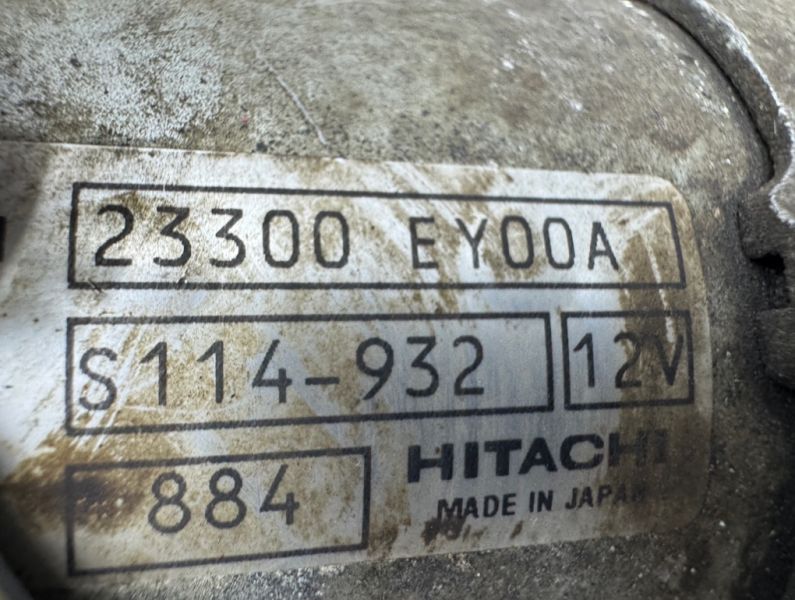 23300 EY00A
S114-932 12V
884 HITACHI
MADE IN JAPAN